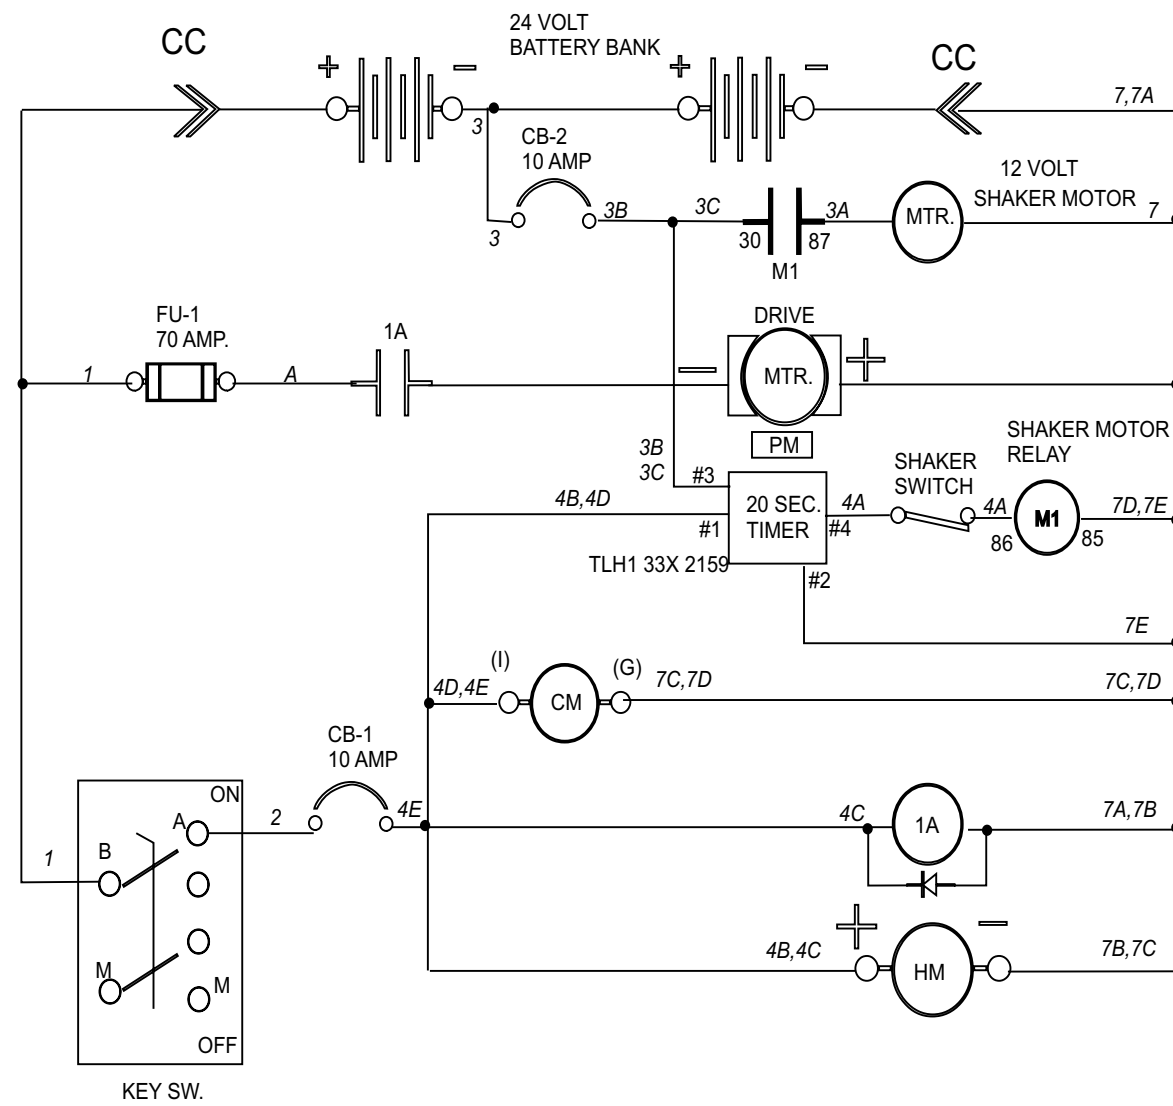 24 VOLT
BATTERY BANK
CC
CC
+
−
+
−
7,7A
3
CB-2
10 AMP
12 VOLT
SHAKER MOTOR
3
3B
3C
30
87
3A
MTR.
7
M1
FU-1
70 AMP.
1A
DRIVE
1
A
−
MTR.
+
PM
3B
3C
#3
SHAKER
SWITCH
SHAKER MOTOR
RELAY
4B,4D
#1
20 SEC.
TIMER
4A
#4
4A
86
M1
85
7D,7E
TLH1 33X 2159
#2
7E
(I)
(G)
4D,4E
CM
7C,7D
7C,7D
CB-1
10 AMP
ON
A
2
4E
4C
1A
7A,7B
1
B
+
−
4B,4C
HM
7B,7C
M
M
OFF
KEY SW.